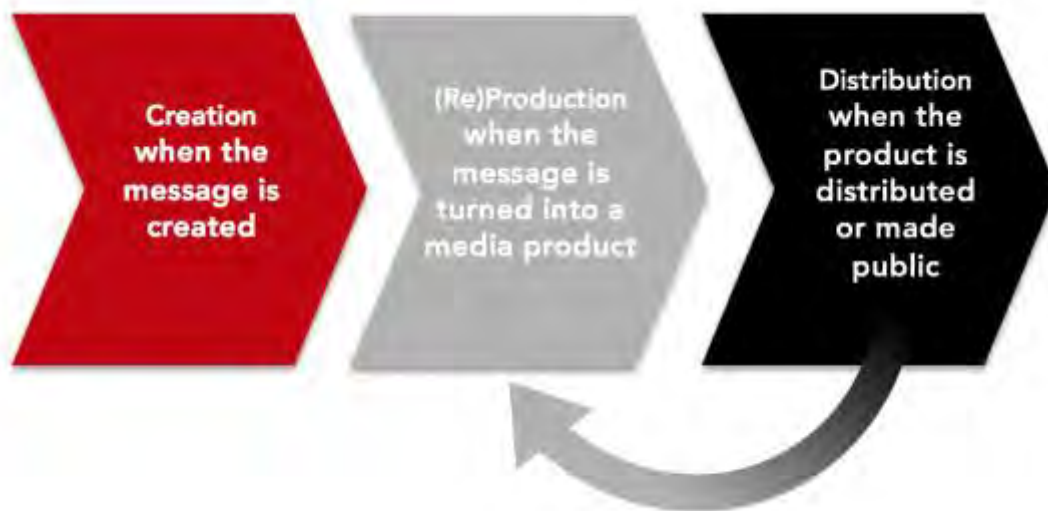 Creation
when the
message is
created
(Re)Production
when the
message is
turned into a
media product
Distribution
when the
product is
distributed
or made
public